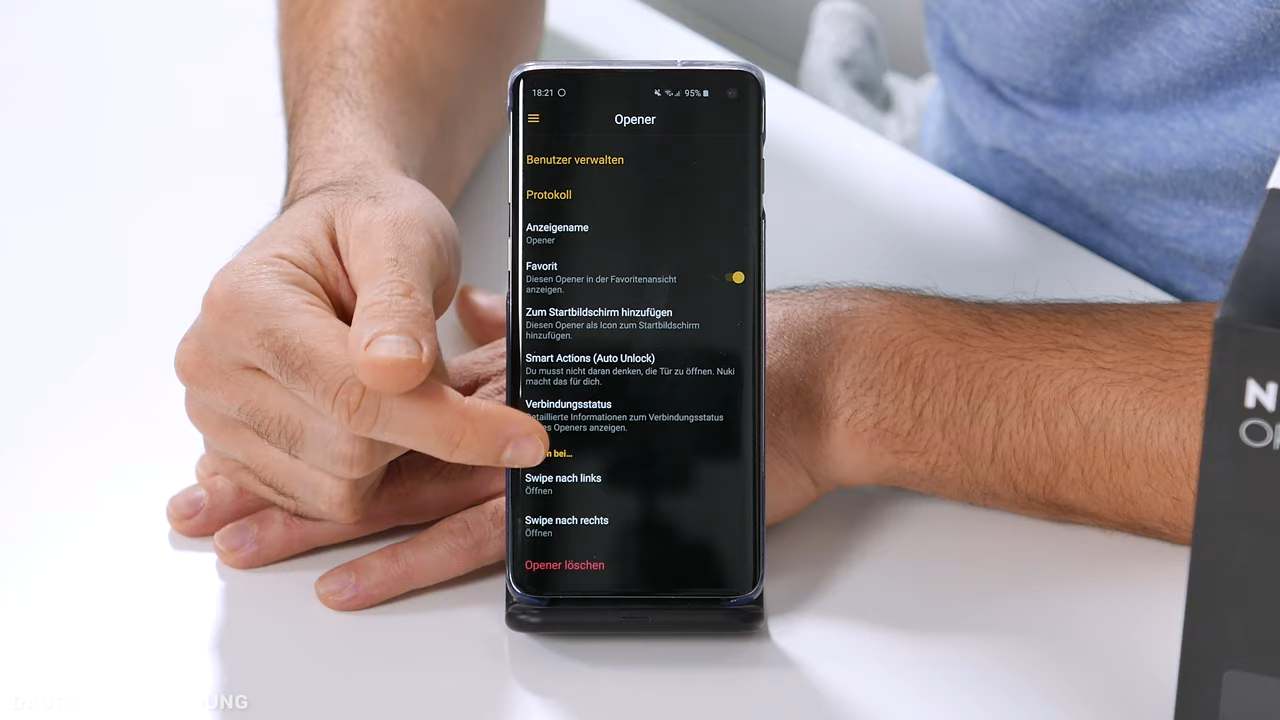 18:21 95%
Opener
Benutzer verwalten
Protokoll
Anzeigename
Opener
Favorit
Diesen Opener in der Favoritenansicht
anzeigen.
Zum Startbildschirm hinzufügen
Diesen Opener als Icon zum Startbildschirm
hinzufügen.
Smart Actions (Auto Unlock)
Du musst nicht daran denken, die Tür zu öffnen. Nuki
macht das für dich.
Verbindungsstatus
etaillierte Informationen zum Verbindungsstatus
es Openers anzeigen.
n bei...
Swipe nach links
Öffnen
Swipe nach rechts
Öffnen
Opener löschen
N